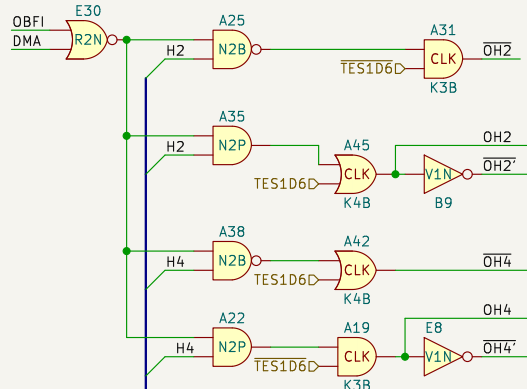 E30
OBFI
DMA
R2N
A25
H2
N2B
A31
CLK
TES1D6
K3B
OH2
A35
H2
N2P
A45
CLK
TES1D6
K4B
OH2
V1N
OH2'
B9
A38
H4
N2B
A42
CLK
TES1D6
K4B
OH4
A22
H4
N2P
A19
CLK
TES1D6
K3B
OH4
E8
V1N
OH4'